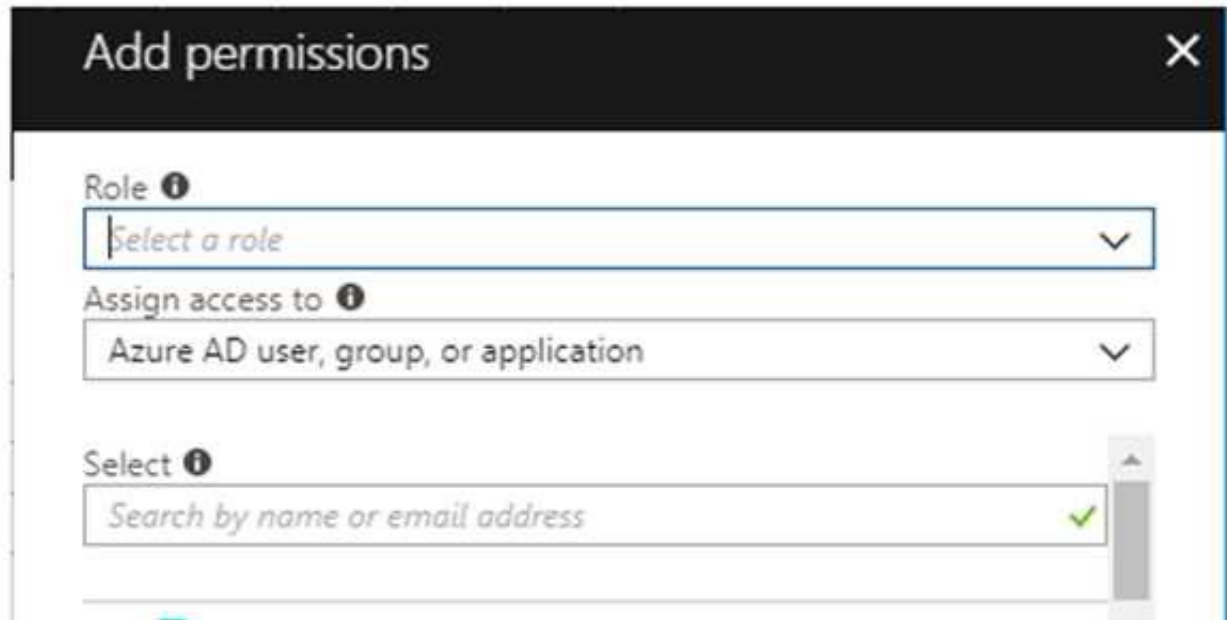 Add permissions
Role
Select a role
Assign access to
Azure AD user, group, or application
Select
Search by name or email address